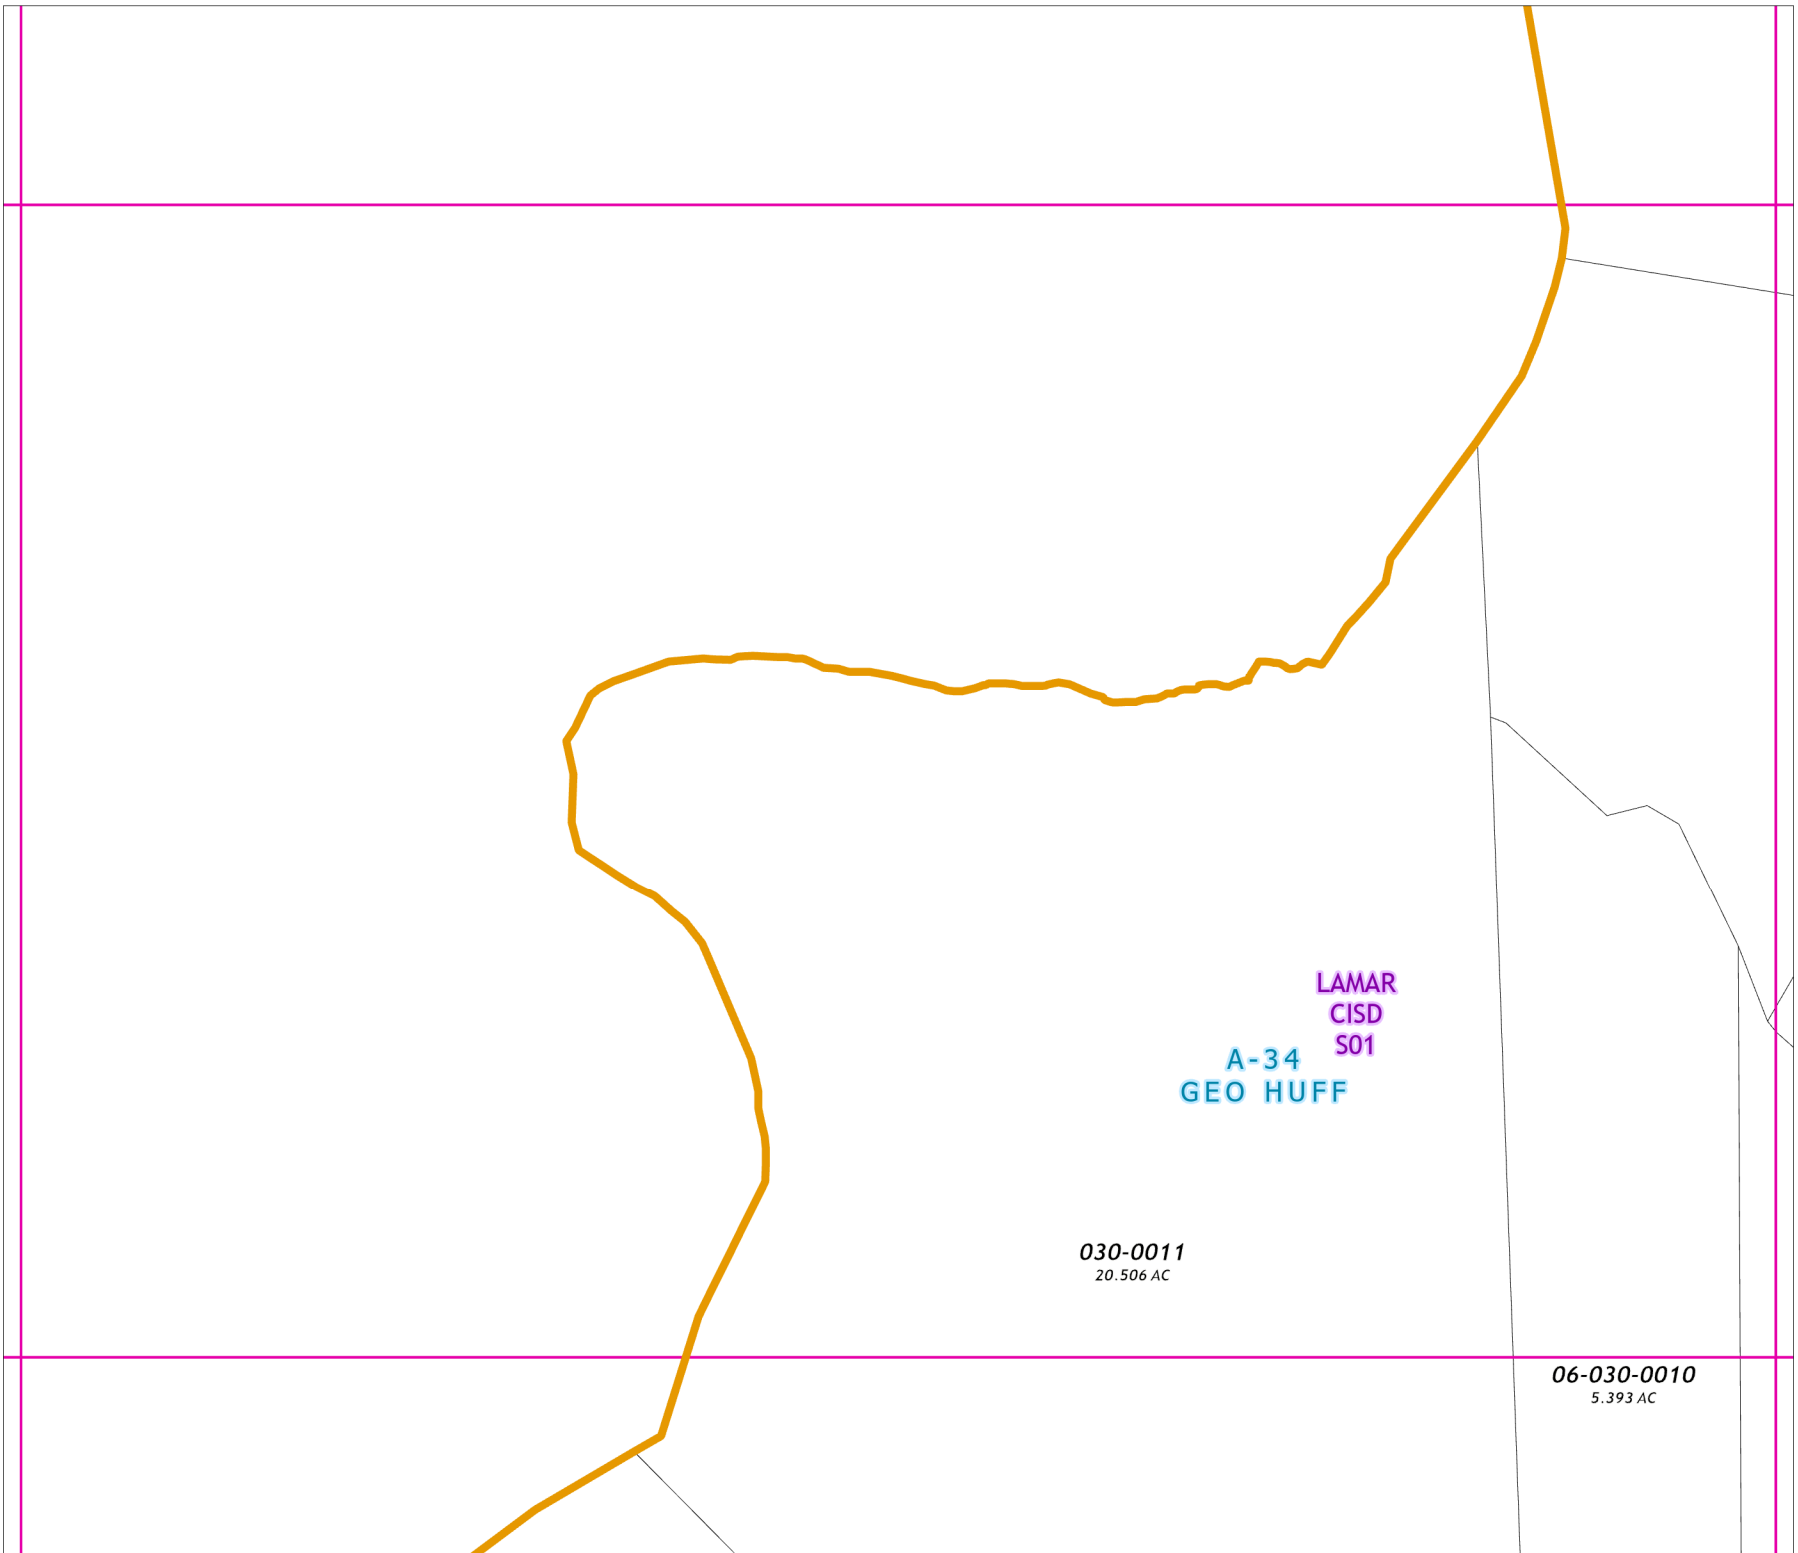 LAMAR
CISD
S01
A-34
GEO HUFF
030-0011
20.506 AC
06-030-0010
5.393 AC